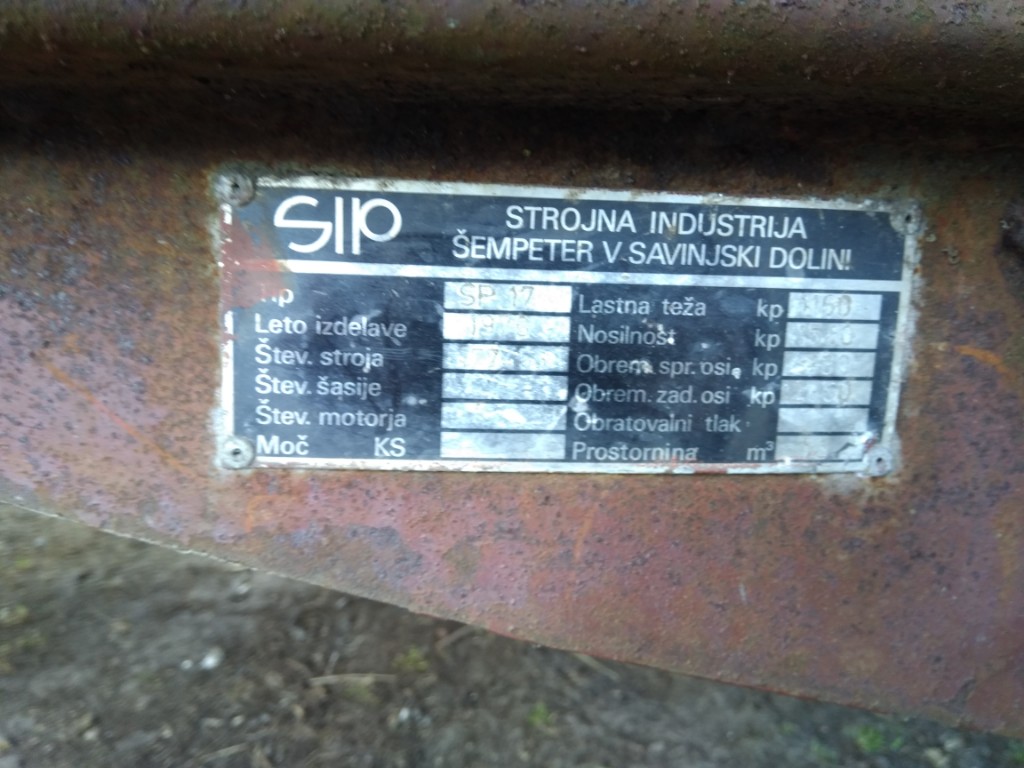 SIP
STROJNA INDUSTRIJA
ŠEMPETER V SAVINJSKI DOLINI
SP 17
Leto izdelave
Štev. stroja
Štev. šasije
Štev. motorja
Moč KS
Lastna teža kp
Nosilnost kp
Obrem. spr. osi kp
Obrem. zad. osi kp
Obratovalni tlak
Prostornina m³